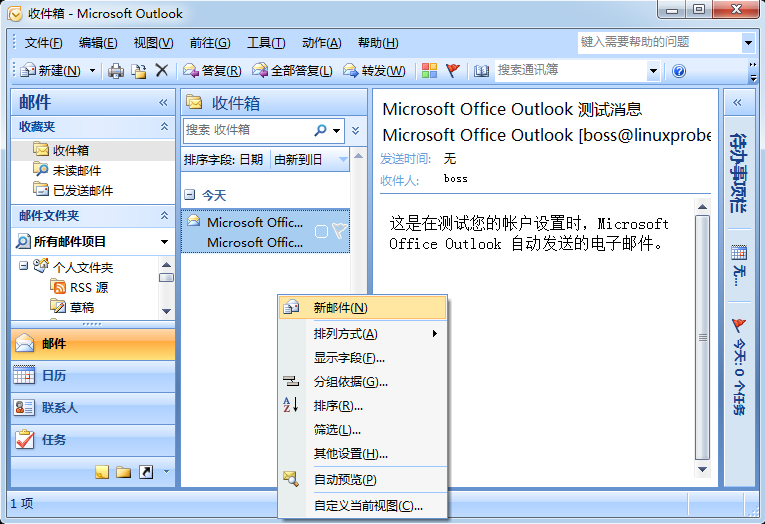 收件箱 - Microsoft Outlook
文件(F) 编辑(E) 视图(V) 前往(G) 工具(T) 动作(A) 帮助(H) 键入需要帮助的问题
新建(N) 答复(R) 全部答复(L) 转发(W) 搜索通讯簿
邮件
收藏夹
收件箱
未读邮件
已发送邮件
邮件文件夹
所有邮件项目
个人文件夹
RSS 源
草稿
邮件
日历
联系人
任务
收件箱
搜索 收件箱
排序字段: 日期 由新到旧
今天
Microsoft Offic...
Microsoft Offic...
Microsoft Office Outlook 测试消息
Microsoft Office Outlook [boss@linuxprobe
发送时间: 无
收件人: boss
这是在测试您的帐户设置时，Microsoft
Office Outlook 自动发送的电子邮件。
待办事项栏
无...
今天: 0 个任务
新邮件(N)
排列方式(A)
显示字段(F)...
分组依据(G)...
排序(R)...
筛选(L)...
其他设置(H)...
自动预览(P)
自定义当前视图(C)...
1 项